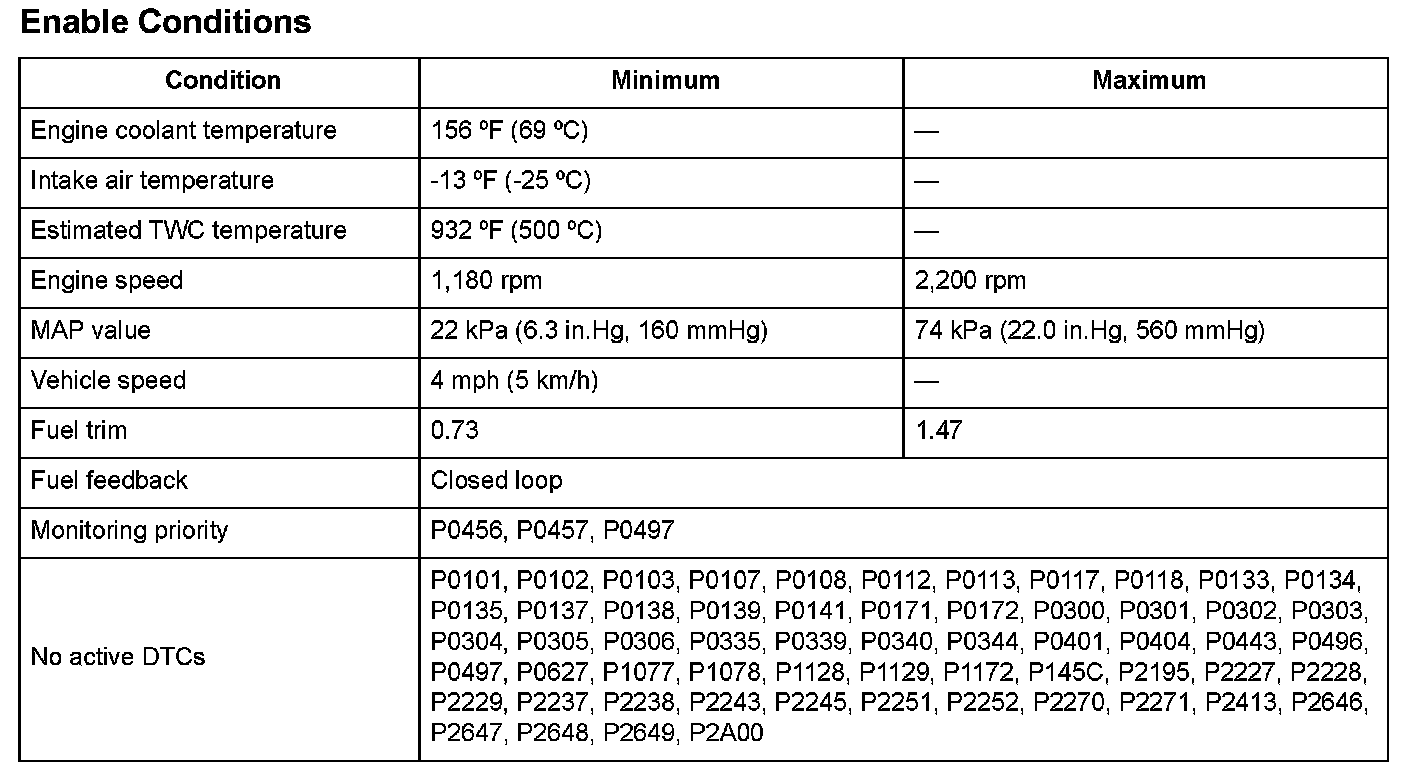 Enable Conditions
Condition Minimum Maximum
Engine coolant temperature 156 ºF (69 ºC) —
Intake air temperature -13 ºF (-25 ºC) —
Estimated TWC temperature 932 ºF (500 ºC) —
Engine speed 1,180 rpm 2,200 rpm
MAP value 22 kPa (6.3 in.Hg, 160 mmHg) 74 kPa (22.0 in.Hg, 560 mmHg)
Vehicle speed 4 mph (5 km/h) —
Fuel trim 0.73 1.47
Fuel feedback Closed loop
Monitoring priority P0456, P0457, P0497
No active DTCs
P0101, P0102, P0103, P0107, P0108, P0112, P0113, P0117, P0118, P0133, P0134,
P0135, P0137, P0138, P0139, P0141, P0171, P0172, P0300, P0301, P0302, P0303,
P0304, P0305, P0306, P0335, P0339, P0340, P0344, P0401, P0404, P0443, P0496,
P0497, P0627, P1077, P1078, P1128, P1129, P1172, P145C, P2195, P2227, P2228,
P2229, P2237, P2238, P2243, P2245, P2251, P2252, P2270, P2271, P2413, P2646,
P2647, P2648, P2649, P2A00